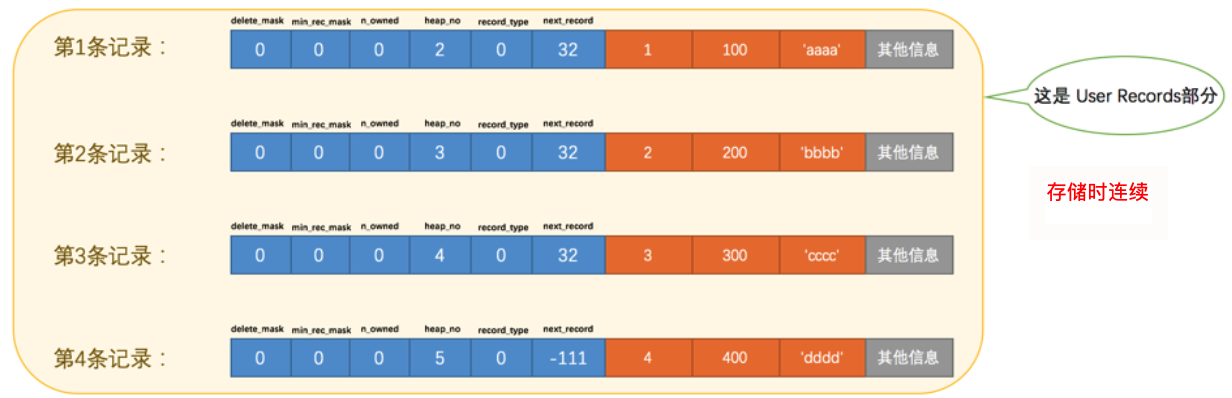 delete_mask min_rec_mask n_owned heap_no record_type next_record
第1条记录： 0 0 0 2 0 32 1 100 'aaaa' 其他信息
这是 User Records部分
delete_mask min_rec_mask n_owned heap_no record_type next_record
第2条记录： 0 0 0 3 0 32 2 200 'bbbb' 其他信息
存储时连续
delete_mask min_rec_mask n_owned heap_no record_type next_record
第3条记录： 0 0 0 4 0 32 3 300 'cccc' 其他信息
delete_mask min_rec_mask n_owned heap_no record_type next_record
第4条记录： 0 0 0 5 0 -111 4 400 'dddd' 其他信息